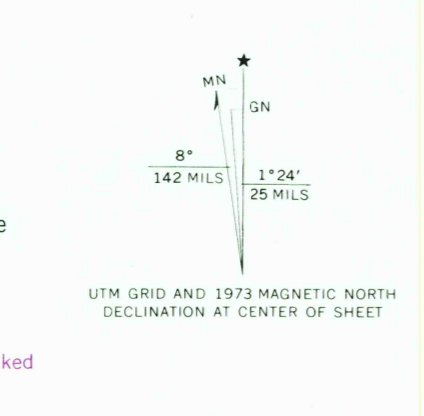 ★
MN
GN
8°
142 MILS
1°24′
25 MILS
e
UTM GRID AND 1973 MAGNETIC NORTH
DECLINATION AT CENTER OF SHEET
ked